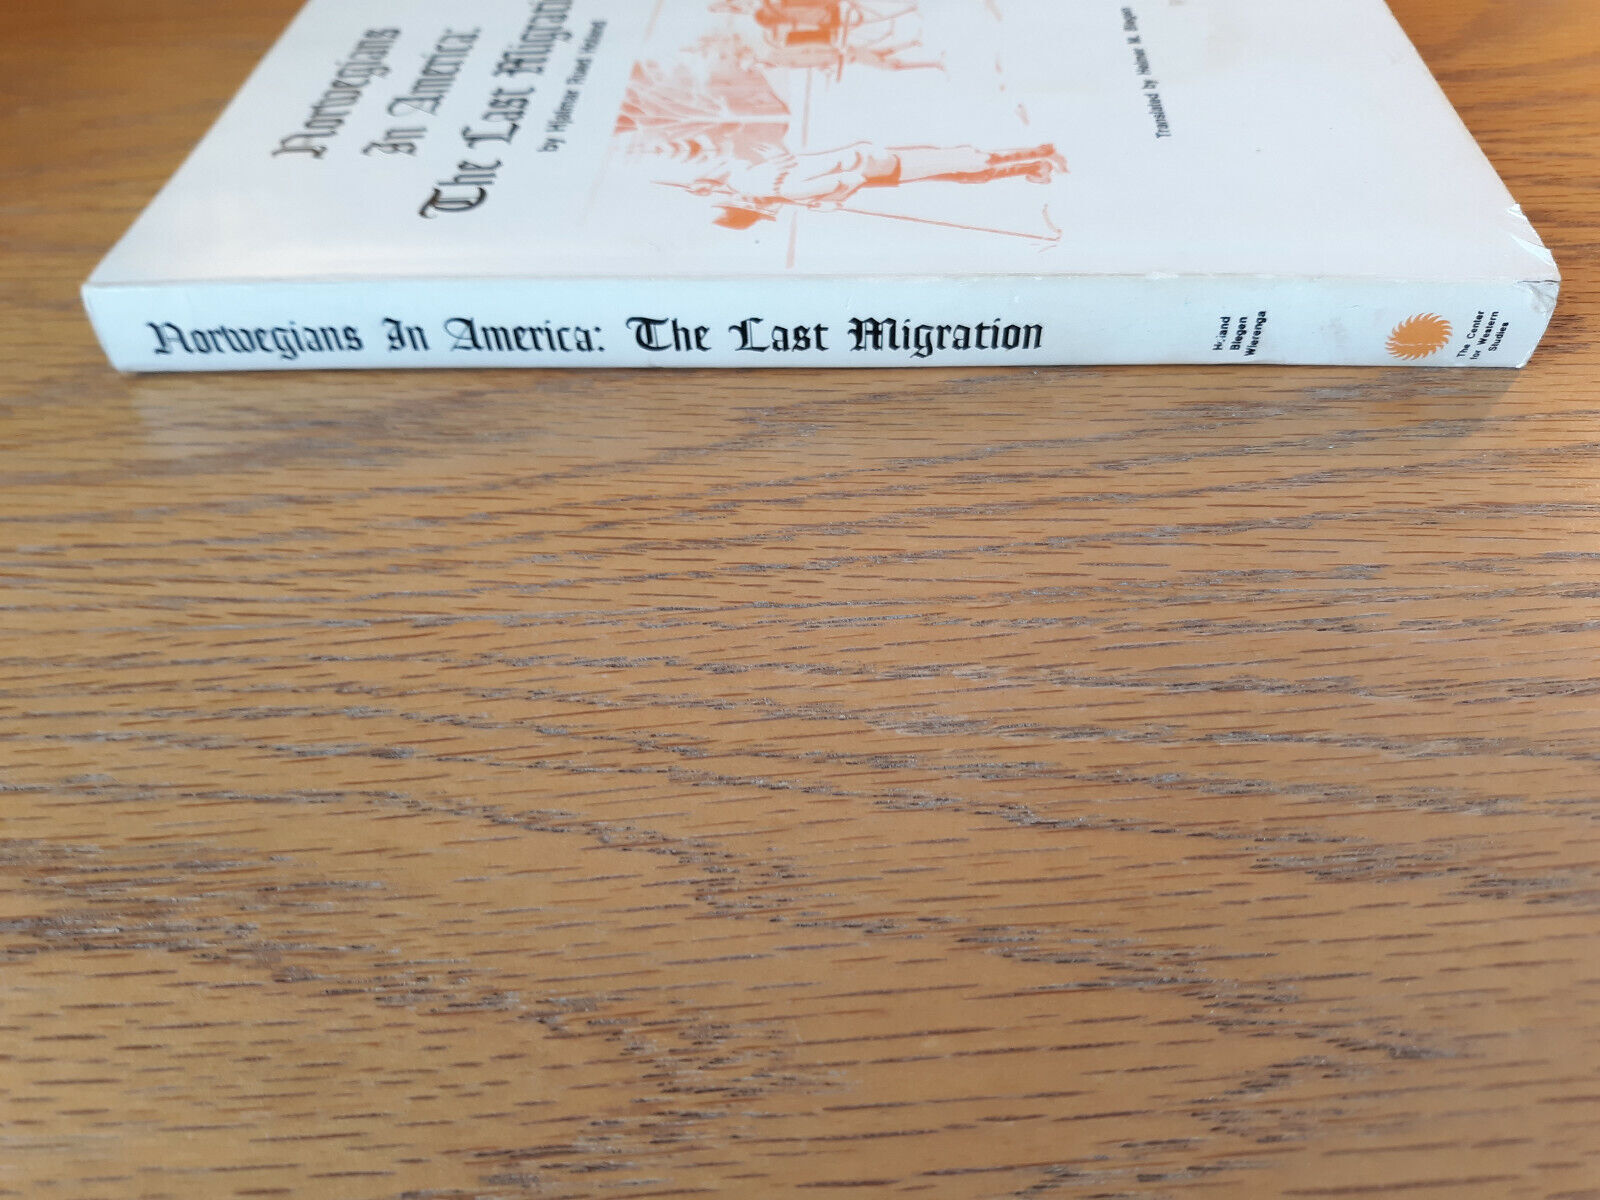 Norwegians
In America:
The Last Migrati
by Hjalmar Rued Holand
Translated by Helmer M. Blegen
Norwegians In America: The Last Migration
Holand
Blegen
Wierenga
The Center
for Western
Studies